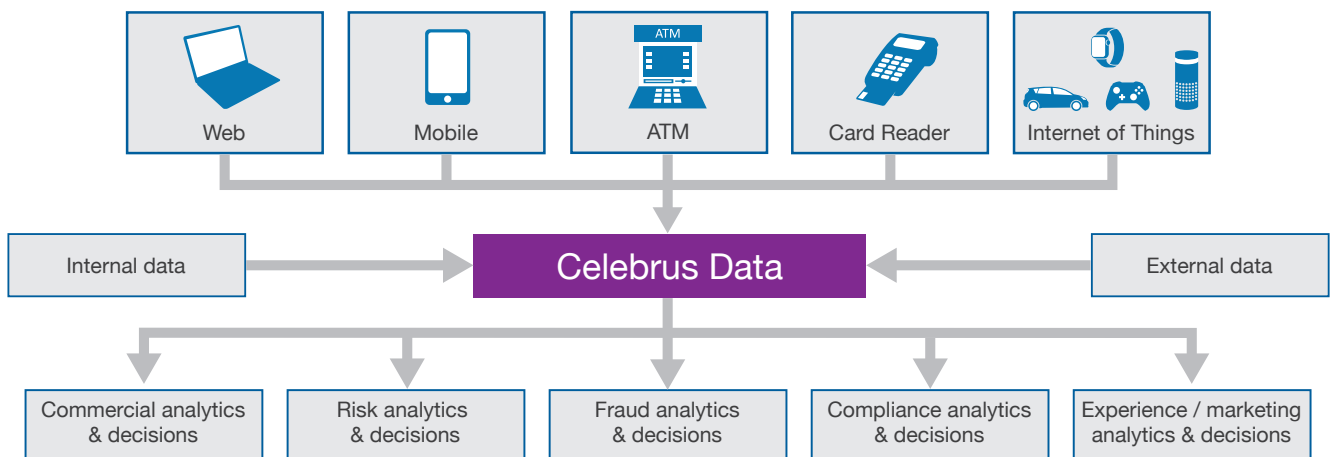 ATM
Web
Mobile
ATM
Card Reader
Internet of Things
Internal data
Celebrus Data
External data
Commercial analytics
& decisions
Risk analytics
& decisions
Fraud analytics
& decisions
Compliance analytics
& decisions
Experience / marketing
analytics & decisions